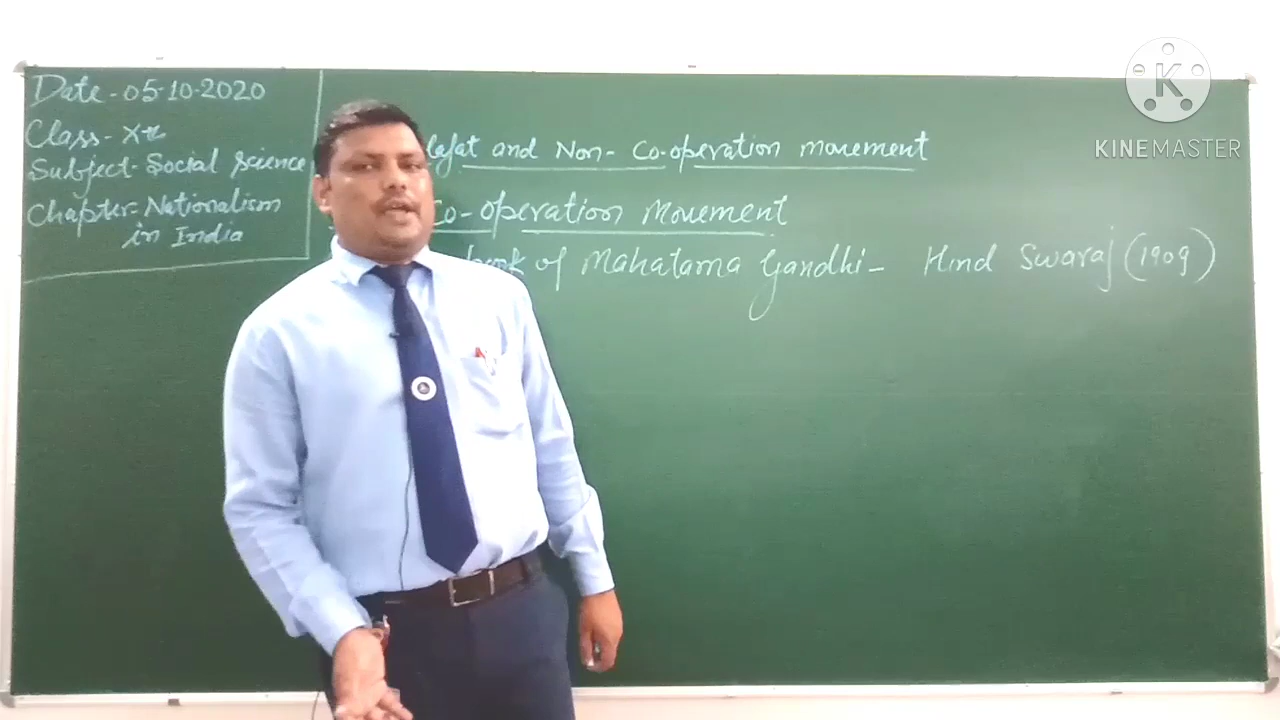 Date - 05-10-2020
Class - Xth
Subject - Social Science
Chapter - Nationalism
in India
lafat and Non- Co-operation movement
Co-operation Movement
book of Mahatama Gandhi - Hind Swaraj (1909)
K
KINEMASTER